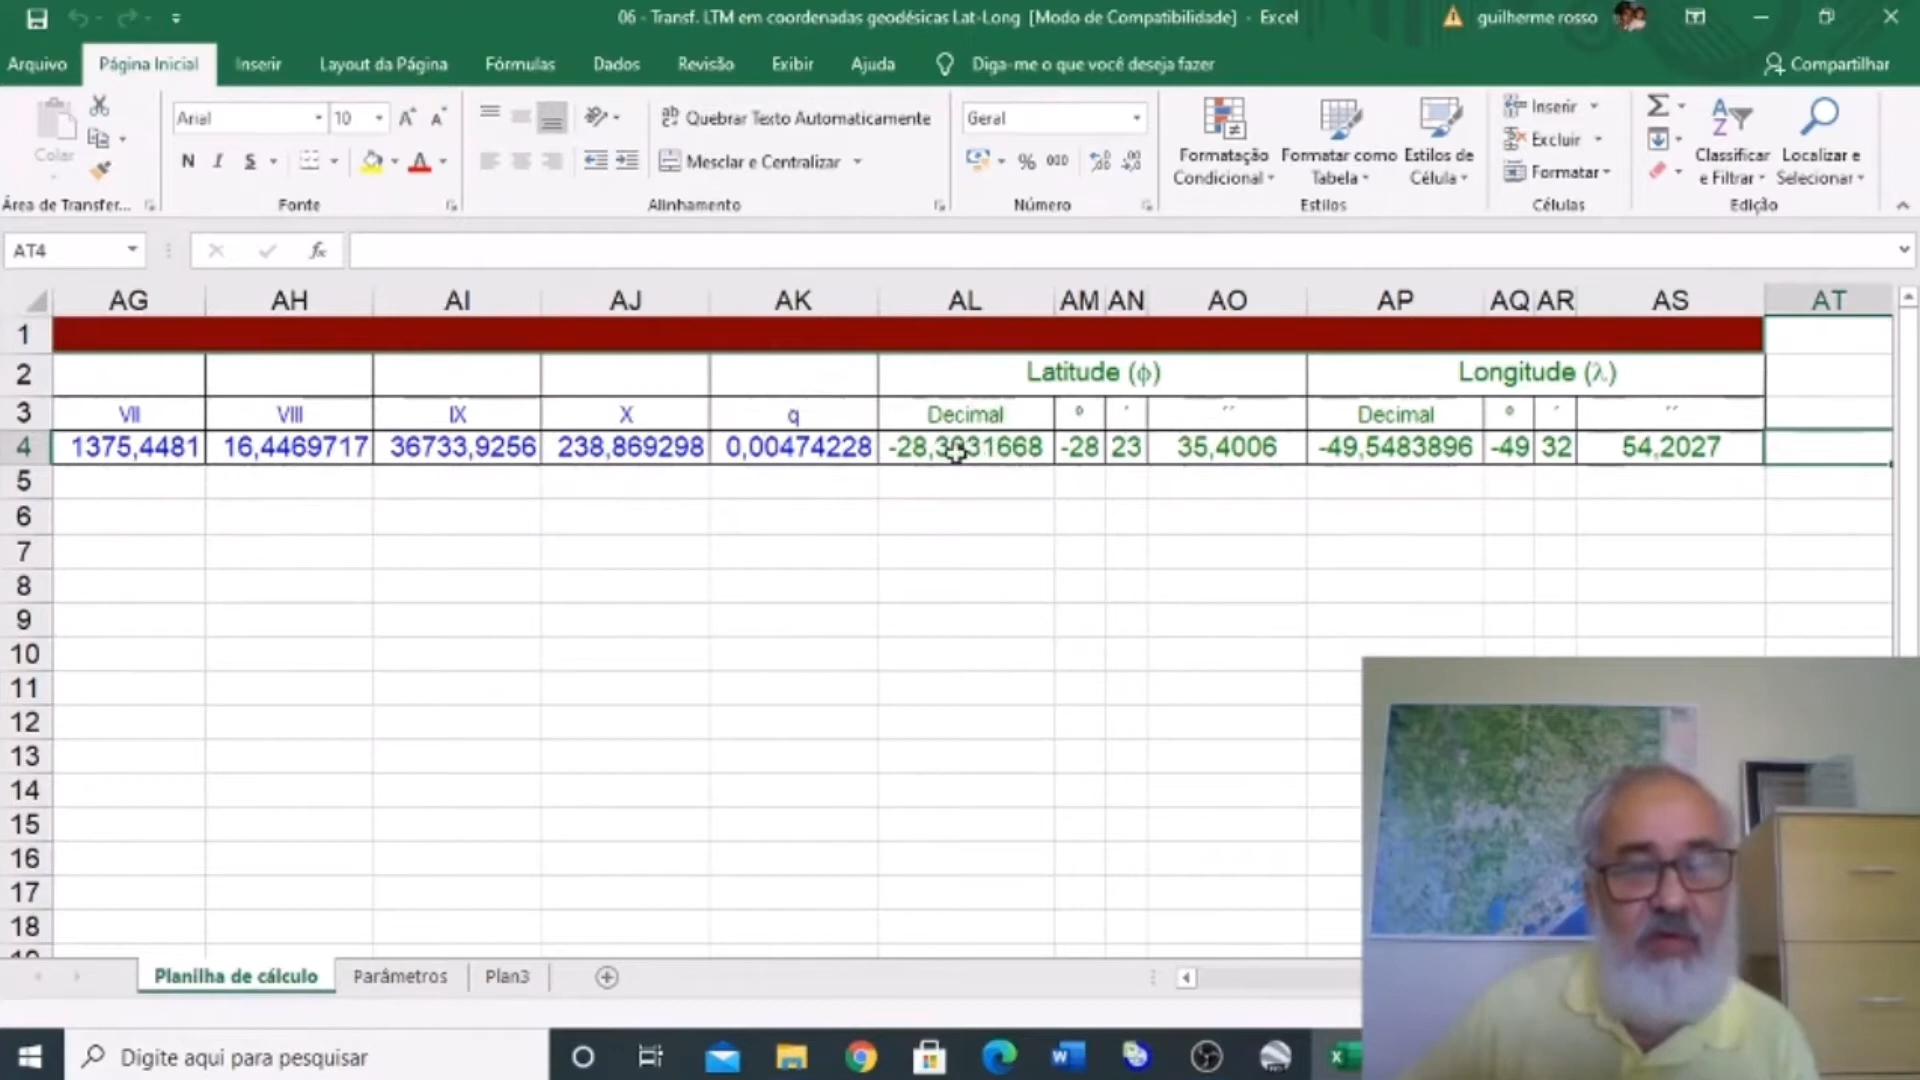 06 - Transf. LTM em coordenadas geodésicas Lat-Long [Modo de Compatibilidade] - Excel
guilherme rosso
Arquivo
Página Inicial
Inserir
Layout da Página
Fórmulas
Dados
Revisão
Exibir
Ajuda
Diga-me o que você deseja fazer
Compartilhar
Colar
Área de Transfer...
Arial
10
N I S
Fonte
Quebrar Texto Automaticamente
Mesclar e Centralizar
Alinhamento
Geral
% 000
Número
Formatação Condicional
Formatar como Tabela
Estilos de Célula
Estilos
Inserir
Excluir
Formatar
Células
Classificar e Filtrar
Localizar e Selecionar
Edição
AT4
fx
AG AH AI AJ AK AL AM AN AO AP AQ AR AS AT
1
2 Latitude (ϕ) Longitude (λ)
3 VII VIII IX X q Decimal º ´ ´´ Decimal º ´ ´´
4 1375,4481 16,4469717 36733,9256 238,869298 0,00474228 -28 23 35,4006 -49,5483896 -49 32 54,2027
5
6
7
8
9
10
11
12
13
14
15
16
17
18
Planilha de cálculo
Parâmetros
Plan3
Digite aqui para pesquisar